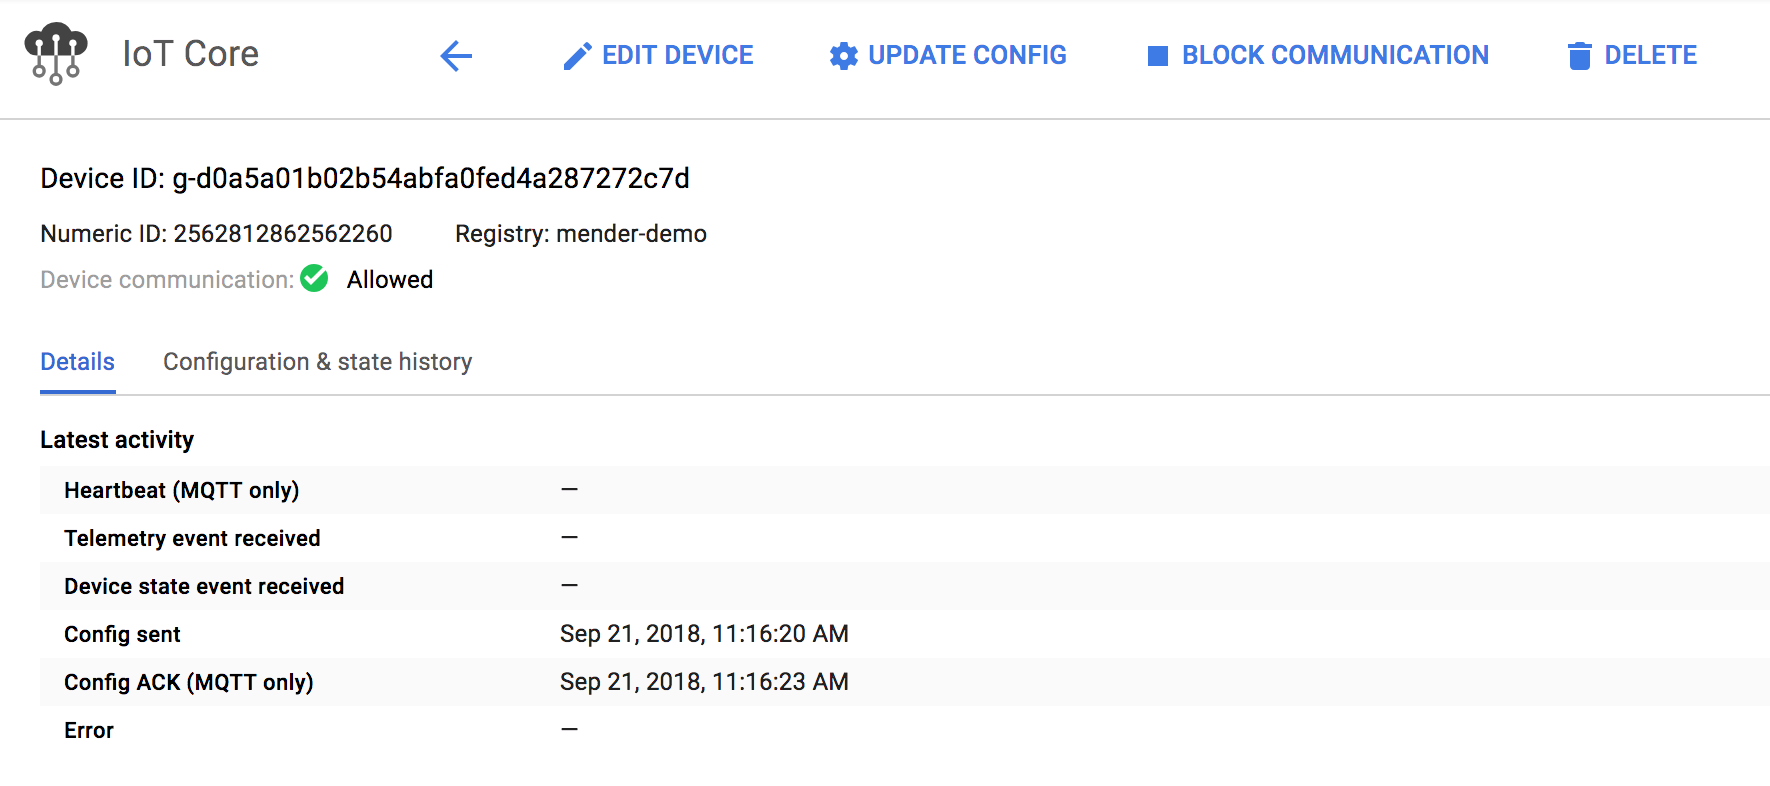 IoT Core EDIT DEVICE UPDATE CONFIG BLOCK COMMUNICATION DELETE
Device ID: g-d0a5a01b02b54abfa0fed4a287272c7d
Numeric ID: 2562812862562260 Registry: mender-demo
Device communication: Allowed
Details Configuration & state history
Latest activity
Heartbeat (MQTT only) —
Telemetry event received —
Device state event received —
Config sent Sep 21, 2018, 11:16:20 AM
Config ACK (MQTT only) Sep 21, 2018, 11:16:23 AM
Error —